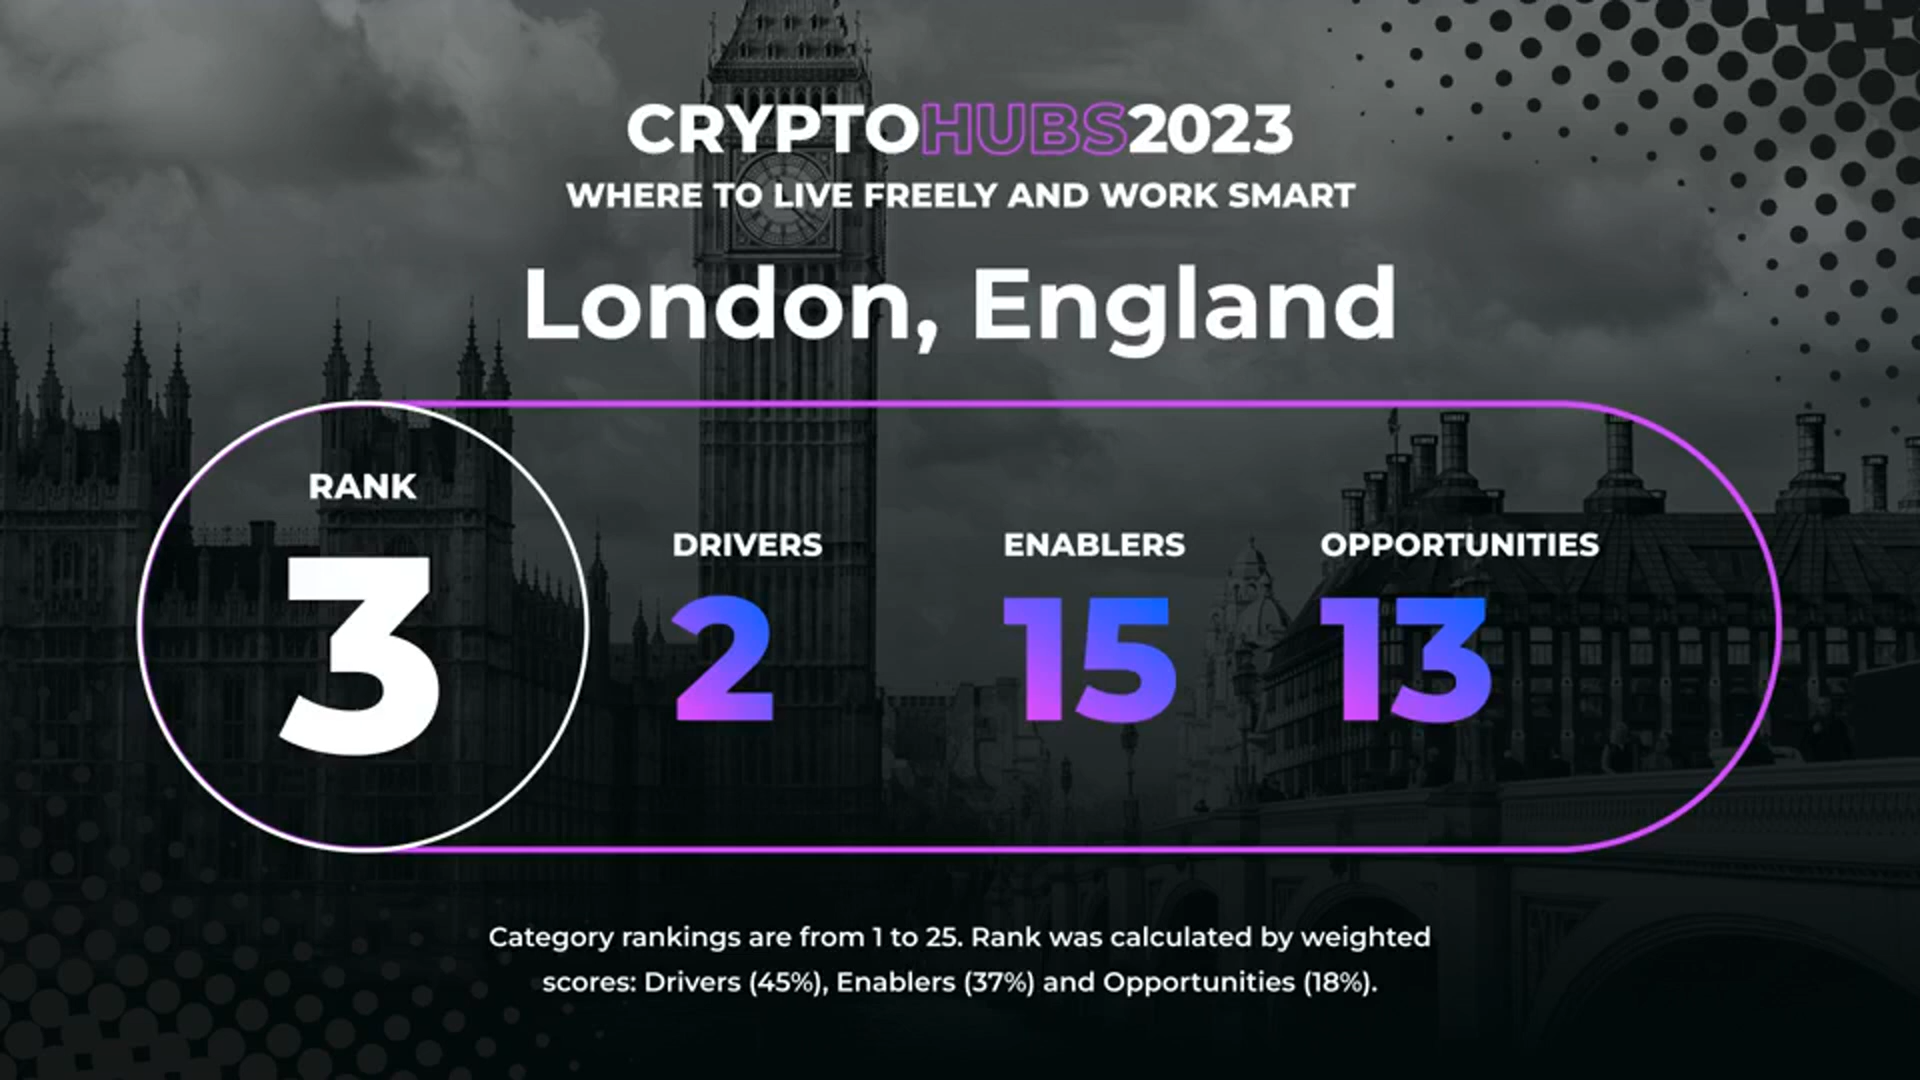 CRYPTOHUBS2023
WHERE TO LIVE FREELY AND WORK SMART
London, England
RANK
3
DRIVERS
2
ENABLERS
15
OPPORTUNITIES
13
Category rankings are from 1 to 25. Rank was calculated by weighted
scores: Drivers (45%), Enablers (37%) and Opportunities (18%).